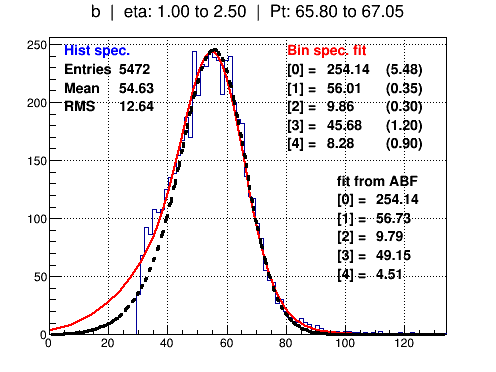 b | eta: 1.00 to 2.50 | Pt: 65.80 to 67.05
Hist spec.
Entries 5472
Mean 54.63
RMS 12.64
Bin spec. fit
[0] = 254.14 (5.48)
[1] = 56.01 (0.35)
[2] = 9.86 (0.30)
[3] = 45.68 (1.20)
[4] = 8.28 (0.90)
fit from ABF
[0] = 254.14
[1] = 56.73
[2] = 9.79
[3] = 49.15
[4] = 4.51
250
200
150
100
50
0
0 20 40 60 80 100 120